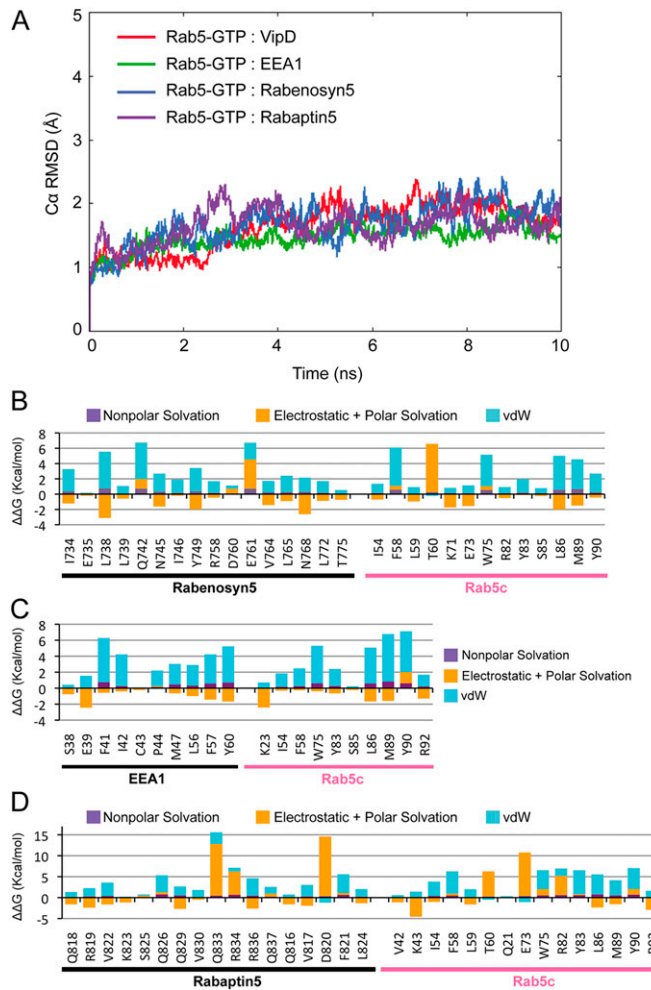 A
Cα RMSD (Å)
5
4
3
2
1
0
Rab5-GTP : VipD
Rab5-GTP : EEA1
Rab5-GTP : Rabenosyn5
Rab5-GTP : Rabaptin5
0 2 4 6 8 10
Time (ns)
B
Nonpolar Solvation Electrostatic + Polar Solvation vdW
ΔΔG (Kcal/mol)
8
6
4
2
0
-2
-4
I734 E735 L738 L739 Q742 N745 I746 Y749 R758 D760 E761 V764 L765 N768 L772 T775 I54 F58 L59 T60 K71 E73 W75 R82 Y83 S85 L86 M89 Y90
Rabenosyn5 Rab5c
C
ΔΔG (Kcal/mol)
8
6
4
2
0
-2
-4
Nonpolar Solvation
Electrostatic + Polar Solvation
vdW
S38 E39 F41 I42 C43 P44 M47 L56 F57 Y60 K23 I54 F58 W75 Y83 S85 L86 M89 Y90 R92
EEA1 Rab5c
D
Nonpolar Solvation Electrostatic + Polar Solvation vdW
ΔΔG (Kcal/mol)
15
10
5
0
-5
Q818 R819 V822 K823 S825 Q826 Q829 V830 Q833 R834 R836 Q837 Q816 V817 D820 F821 L824 V42 K43 I54 F58 L59 T60 Q21 E73 W75 R82 Y83 L86 M89 Y90
Rabaptin5 Rab5c